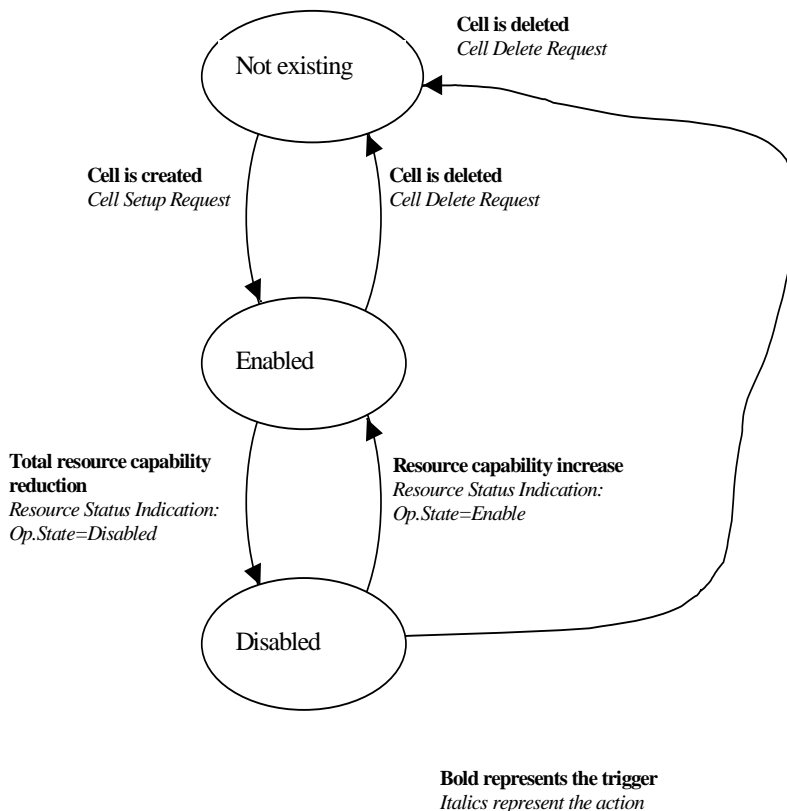 Cell is deleted
Cell Delete Request
Not existing
Cell is created
Cell Setup Request
Cell is deleted
Cell Delete Request
Enabled
Total resource capability
reduction
Resource Status Indication:
Op.State=Disabled
Resource capability increase
Resource Status Indication:
Op.State=Enable
Disabled
Bold represents the trigger
Italics represent the action